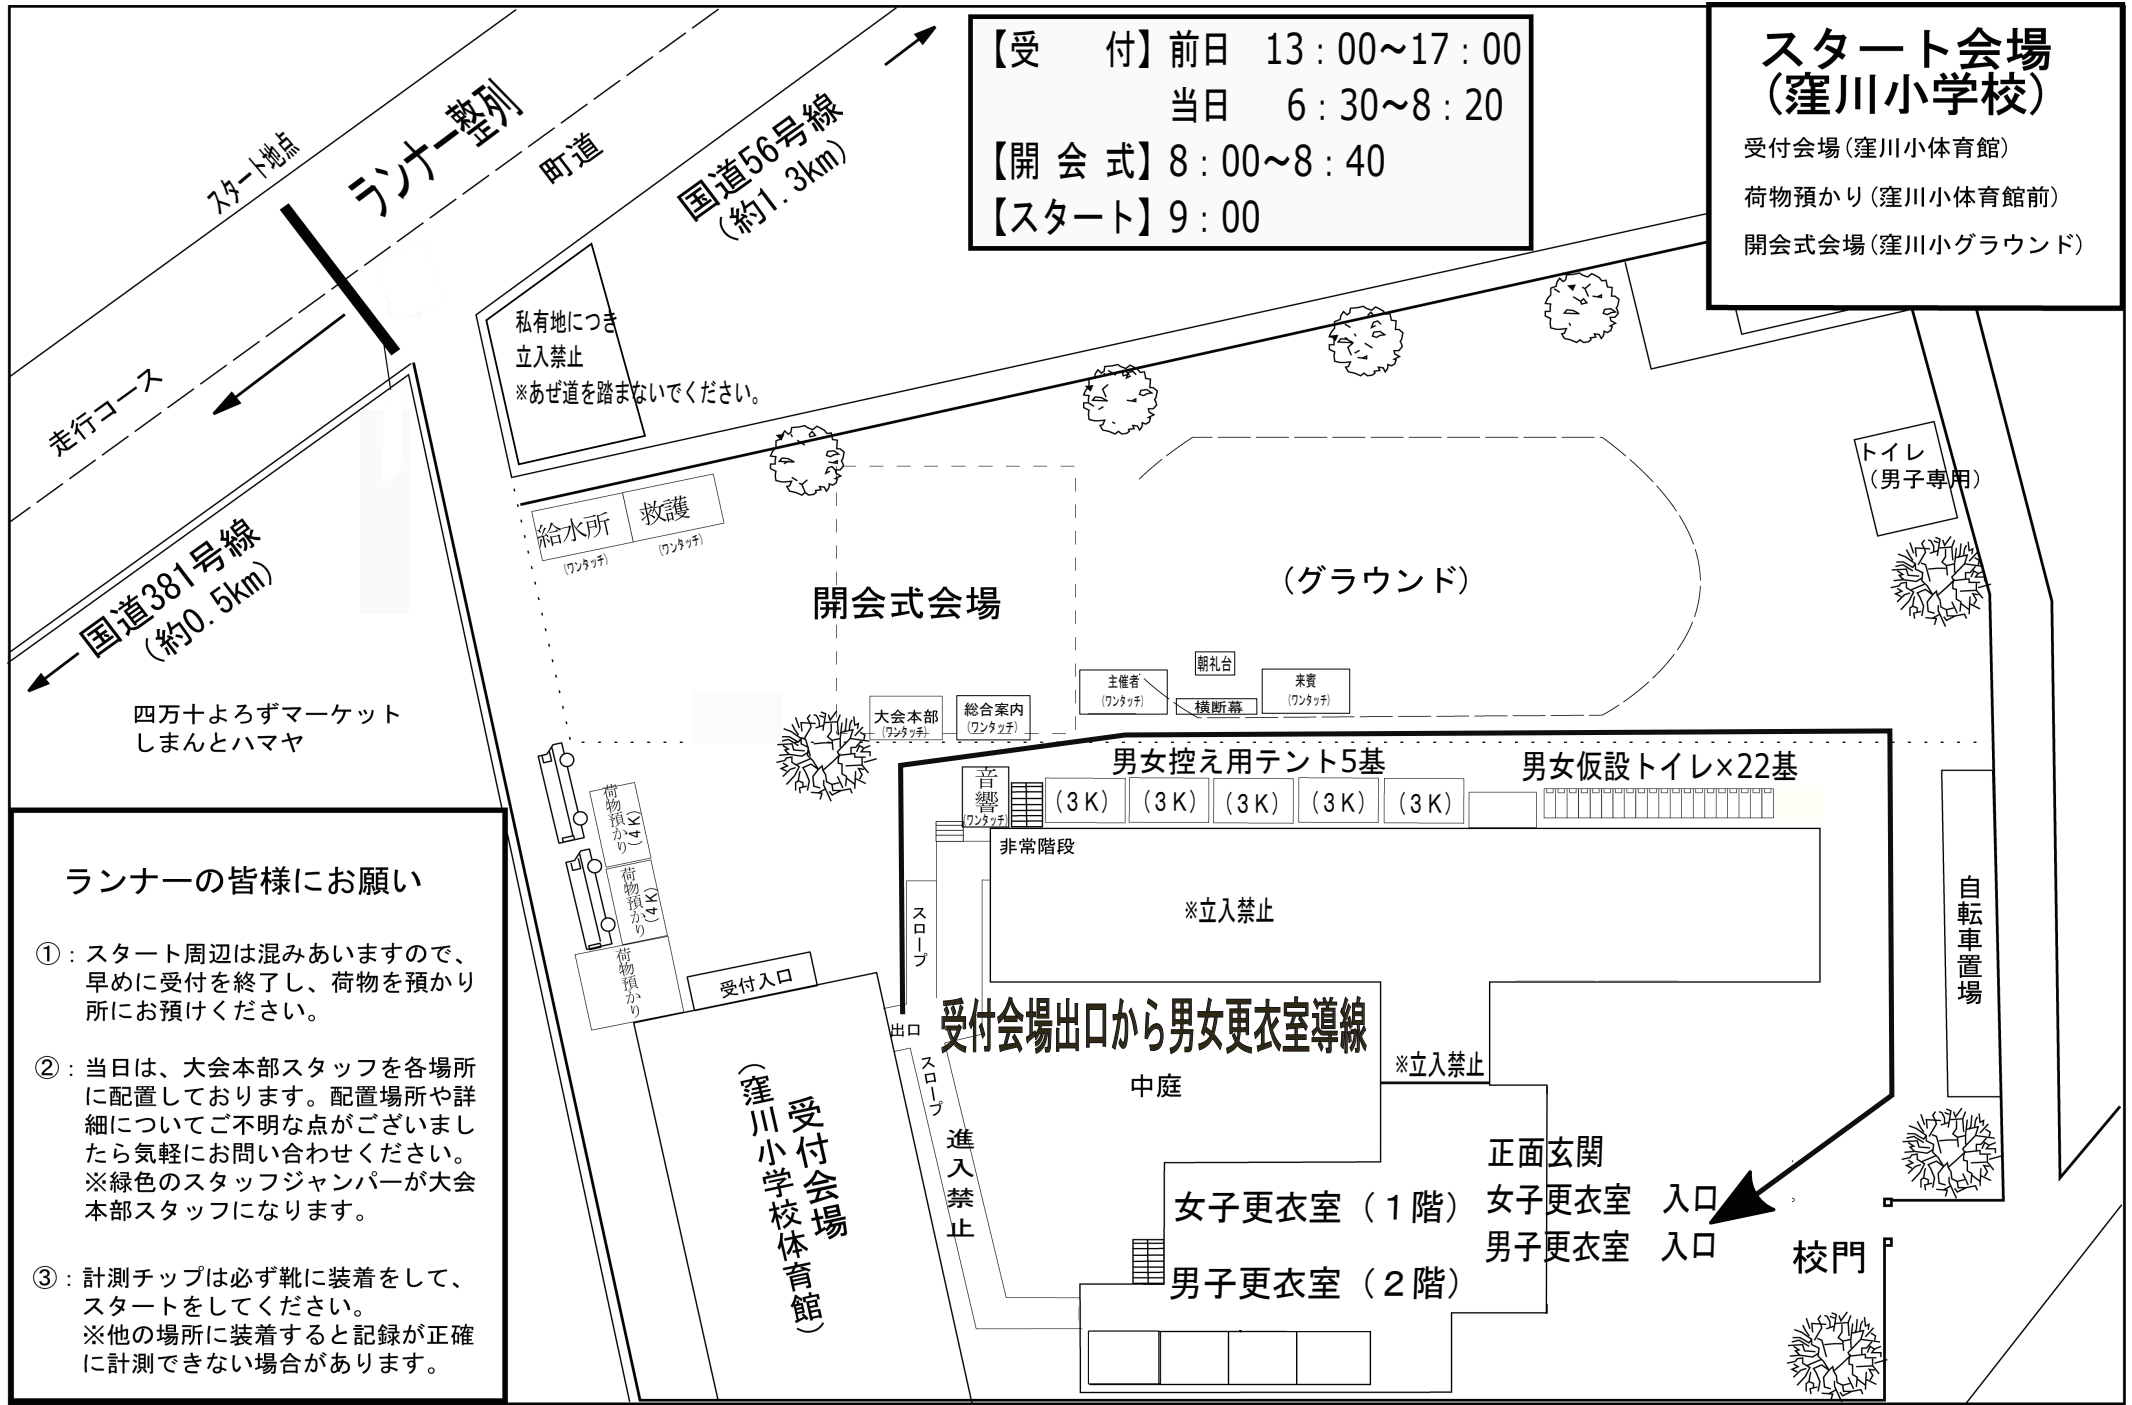 【受　付】前日　13：00～17：00
当日　6：30～8：20
【開 会 式】8：00～8：40
【スタート】9：00
スタート会場
（窪川小学校）
受付会場（窪川小体育館）
荷物預かり（窪川小体育館前）
開会式会場（窪川小グラウンド）
スタート地点
ランナー整列
町道
国道56号線
（約1.3km）
走行コース
国道381号線
（約0.5km）
私有地につき
立入禁止
※あぜ道を踏まないでください。
四万十よろずマーケット
しまんとハマヤ
給水所
（ワンタッチ）
救護
（ワンタッチ）
開会式会場
（グラウンド）
トイレ
（男子専用）
朝礼台
主催者
（ワンタッチ）
横断幕
来賓
（ワンタッチ）
大会本部
（ワンタッチ）
総合案内
（ワンタッチ）
男女控え用テント5基
男女仮設トイレ×22基
音響
（ワンタッチ）
（３Ｋ）
（３Ｋ）
（３Ｋ）
（３Ｋ）
（３Ｋ）
非常階段
※立入禁止
荷物預かり
（４Ｋ）
荷物預かり
（４Ｋ）
荷物預かり
受付入口
スロープ
出口
スロープ
進入禁止
受付会場出口から男女更衣室導線
中庭
※立入禁止
自転車置場
受付会場
（窪川小学校体育館）
正面玄関
女子更衣室　入口
男子更衣室　入口
女子更衣室（１階）
男子更衣室（２階）
校門
ランナーの皆様にお願い
①：スタート周辺は混みあいますので、
早めに受付を終了し、荷物を預かり
所にお預けください。
②：当日は、大会本部スタッフを各場所
に配置しております。配置場所や詳
細についてご不明な点がございまし
たら気軽にお問い合わせください。
※緑色のスタッフジャンパーが大会
本部スタッフになります。
③：計測チップは必ず靴に装着をして、
スタートをしてください。
※他の場所に装着すると記録が正確
に計測できない場合があります。